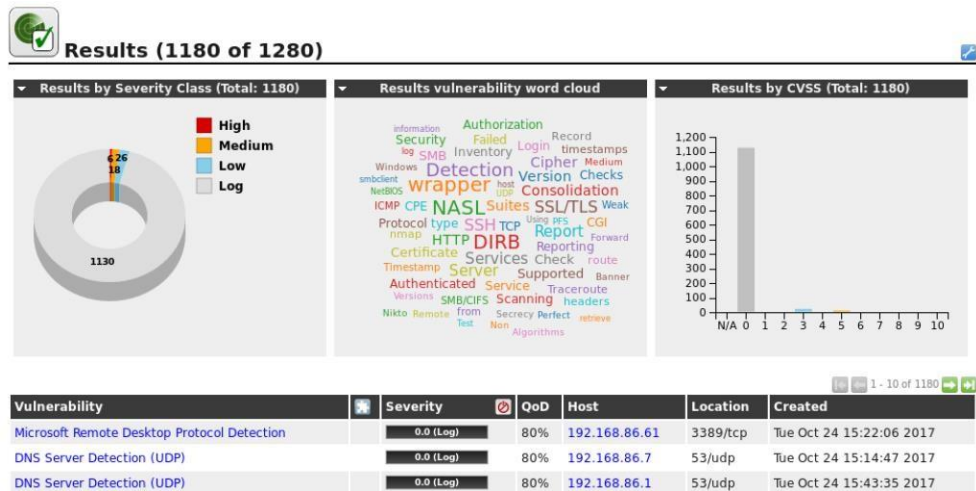 Results (1180 of 1280)
Results by Severity Class (Total: 1180)
High
Medium
Low
Log
6 26
18
1130
Results vulnerability word cloud
information Authorization
Security Failed Login Record
log SMB Inventory timestamps
Windows Detection Cipher Medium
smbclient wrapper host Version Checks
NetBIOS UDP Consolidation
ICMP CPE NASL Suites SSL/TLS Weak
Protocol type SSH TCP Using PFS CGI
nmap HTTP DIRB Report Forward
Certificate Reporting
Services Check route
Timestamp Server Supported Banner
Authenticated Service Traceroute
Versions SMB/CIFS Scanning headers
Nikto Remote from Secrecy Perfect retrieve
Test Non Algorithms
Results by CVSS (Total: 1180)
1,200
1,100
1,000
900
800
700
600
500
400
300
200
100
0
N/A 0 1 2 3 4 5 6 7 8 9 10
1 - 10 of 1180
Vulnerability Severity QoD Host Location Created
Microsoft Remote Desktop Protocol Detection 0.0 (Log) 80% 192.168.86.61 3389/tcp Tue Oct 24 15:22:06 2017
DNS Server Detection (UDP) 0.0 (Log) 80% 192.168.86.7 53/udp Tue Oct 24 15:14:47 2017
DNS Server Detection (UDP) 0.0 (Log) 80% 192.168.86.1 53/udp Tue Oct 24 15:43:35 2017